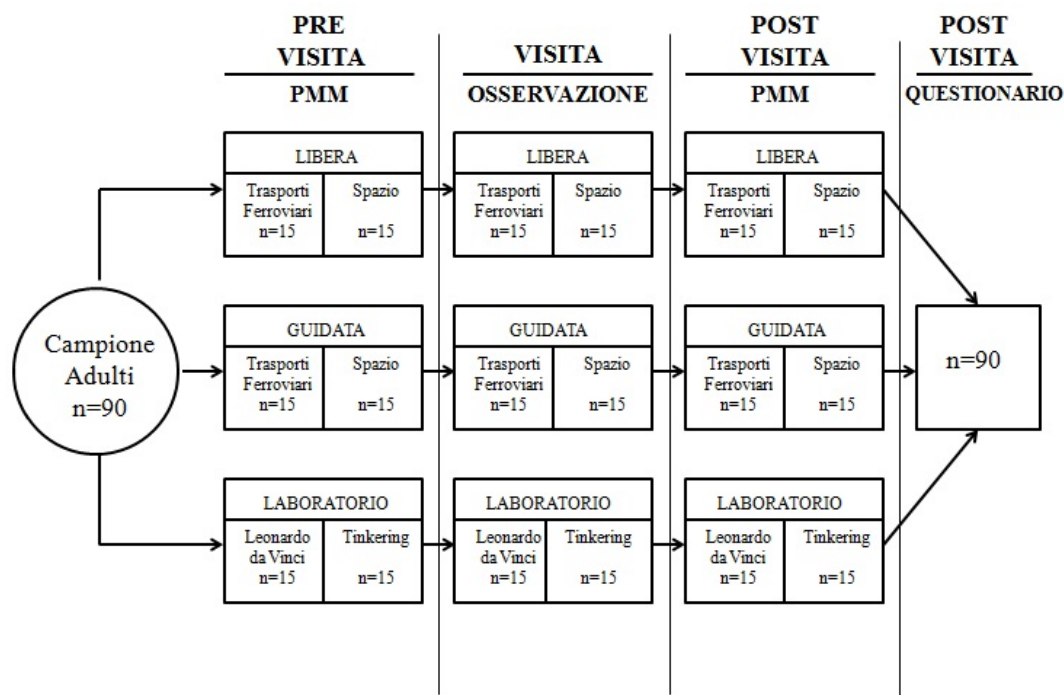 PRE
VISITA
PMM
VISITA
OSSERVAZIONE
POST
VISITA
PMM
POST
VISITA
QUESTIONARIO
Campione
Adulti
n=90
LIBERA
Trasporti
Ferroviari
n=15
Spazio
n=15
LIBERA
Trasporti
Ferroviari
n=15
Spazio
n=15
LIBERA
Trasporti
Ferroviari
n=15
Spazio
n=15
GUIDATA
Trasporti
Ferroviari
n=15
Spazio
n=15
GUIDATA
Trasporti
Ferroviari
n=15
Spazio
n=15
GUIDATA
Trasporti
Ferroviari
n=15
Spazio
n=15
n=90
LABORATORIO
Leonardo
da Vinci
n=15
Tinkering
n=15
LABORATORIO
Leonardo
da Vinci
n=15
Tinkering
n=15
LABORATORIO
Leonardo
da Vinci
n=15
Tinkering
n=15